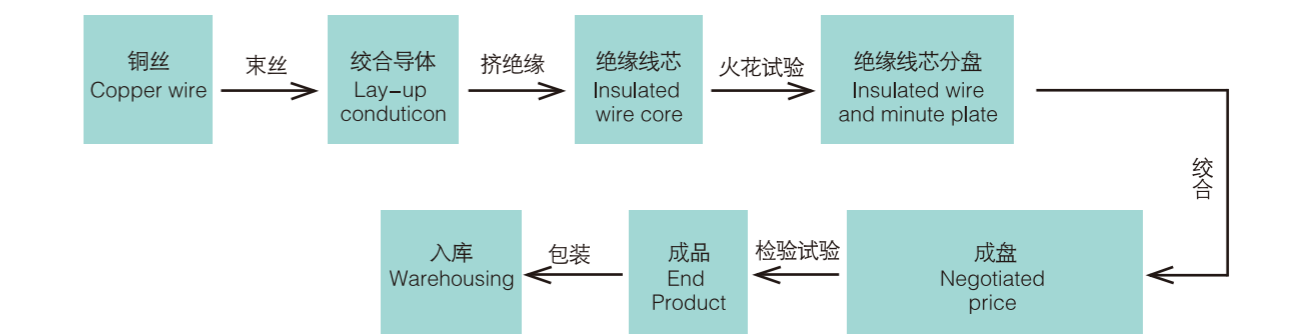 铜丝
Copper wire
束丝
绞合导体
Lay-up
conduticon
挤绝缘
绝缘线芯
Insulated
wire core
火花试验
绝缘线芯分盘
Insulated wire
and minute plate
绞合
成盘
Negotiated
price
检验试验
成品
End
Product
包装
入库
Warehousing